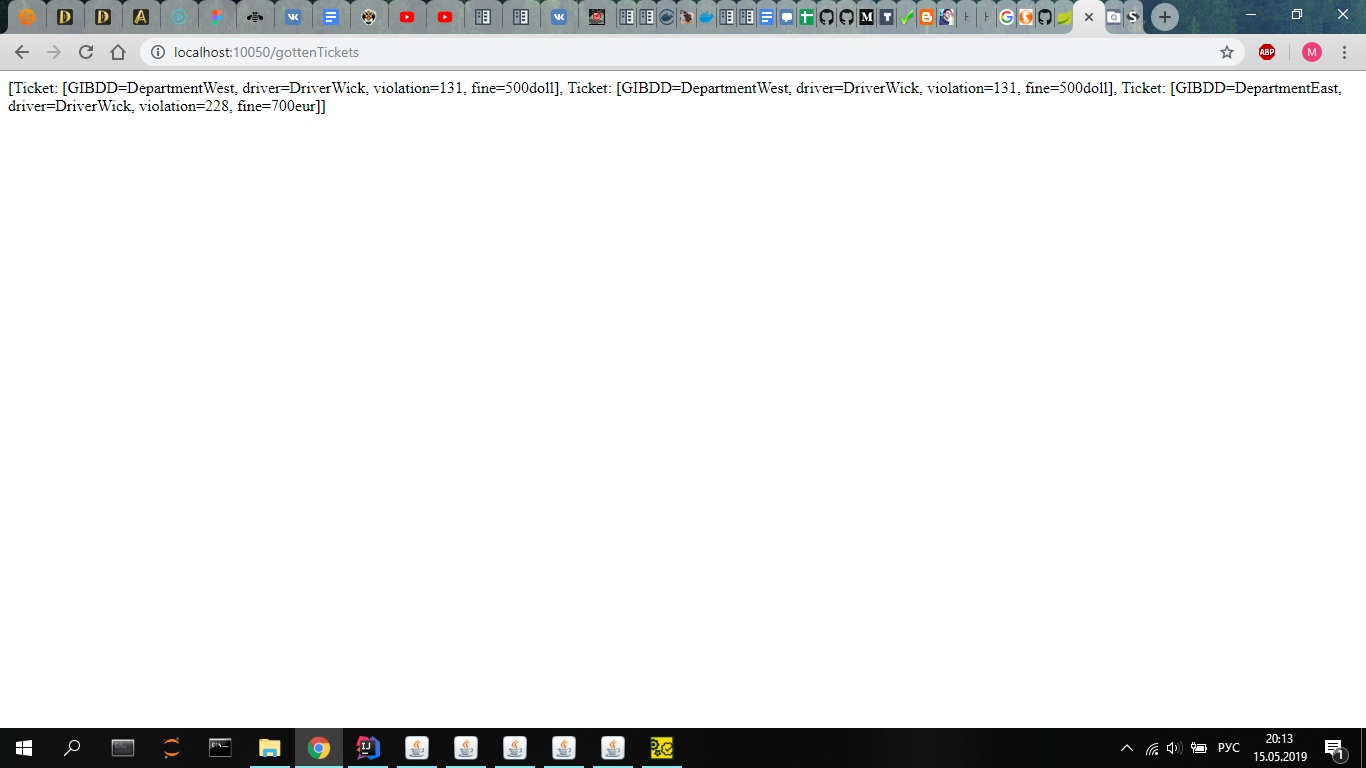 localhost:10050/gottenTickets
ABP
M
[Ticket: [GIBDD=DepartmentWest, driver=DriverWick, violation=131, fine=500doll], Ticket: [GIBDD=DepartmentWest, driver=DriverWick, violation=131, fine=500doll], Ticket: [GIBDD=DepartmentEast,
driver=DriverWick, violation=228, fine=700eur]]
РУС
20:13
15.05.2019
1